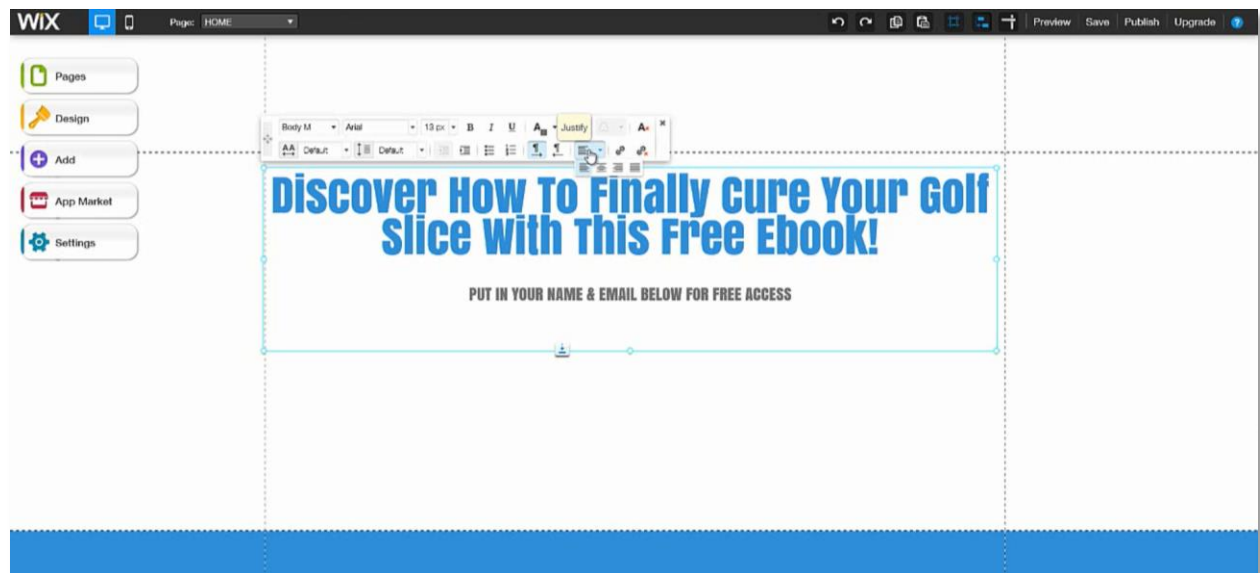 WiX Page: HOME Preview Save Publish Upgrade ?
Pages
Design
Add
App Market
Settings
Body M Arial 13 px B I U A Justify A
AA Default Default
Discover How To Finally Cure Your Golf
Slice With This Free Ebook!
PUT IN YOUR NAME & EMAIL BELOW FOR FREE ACCESS